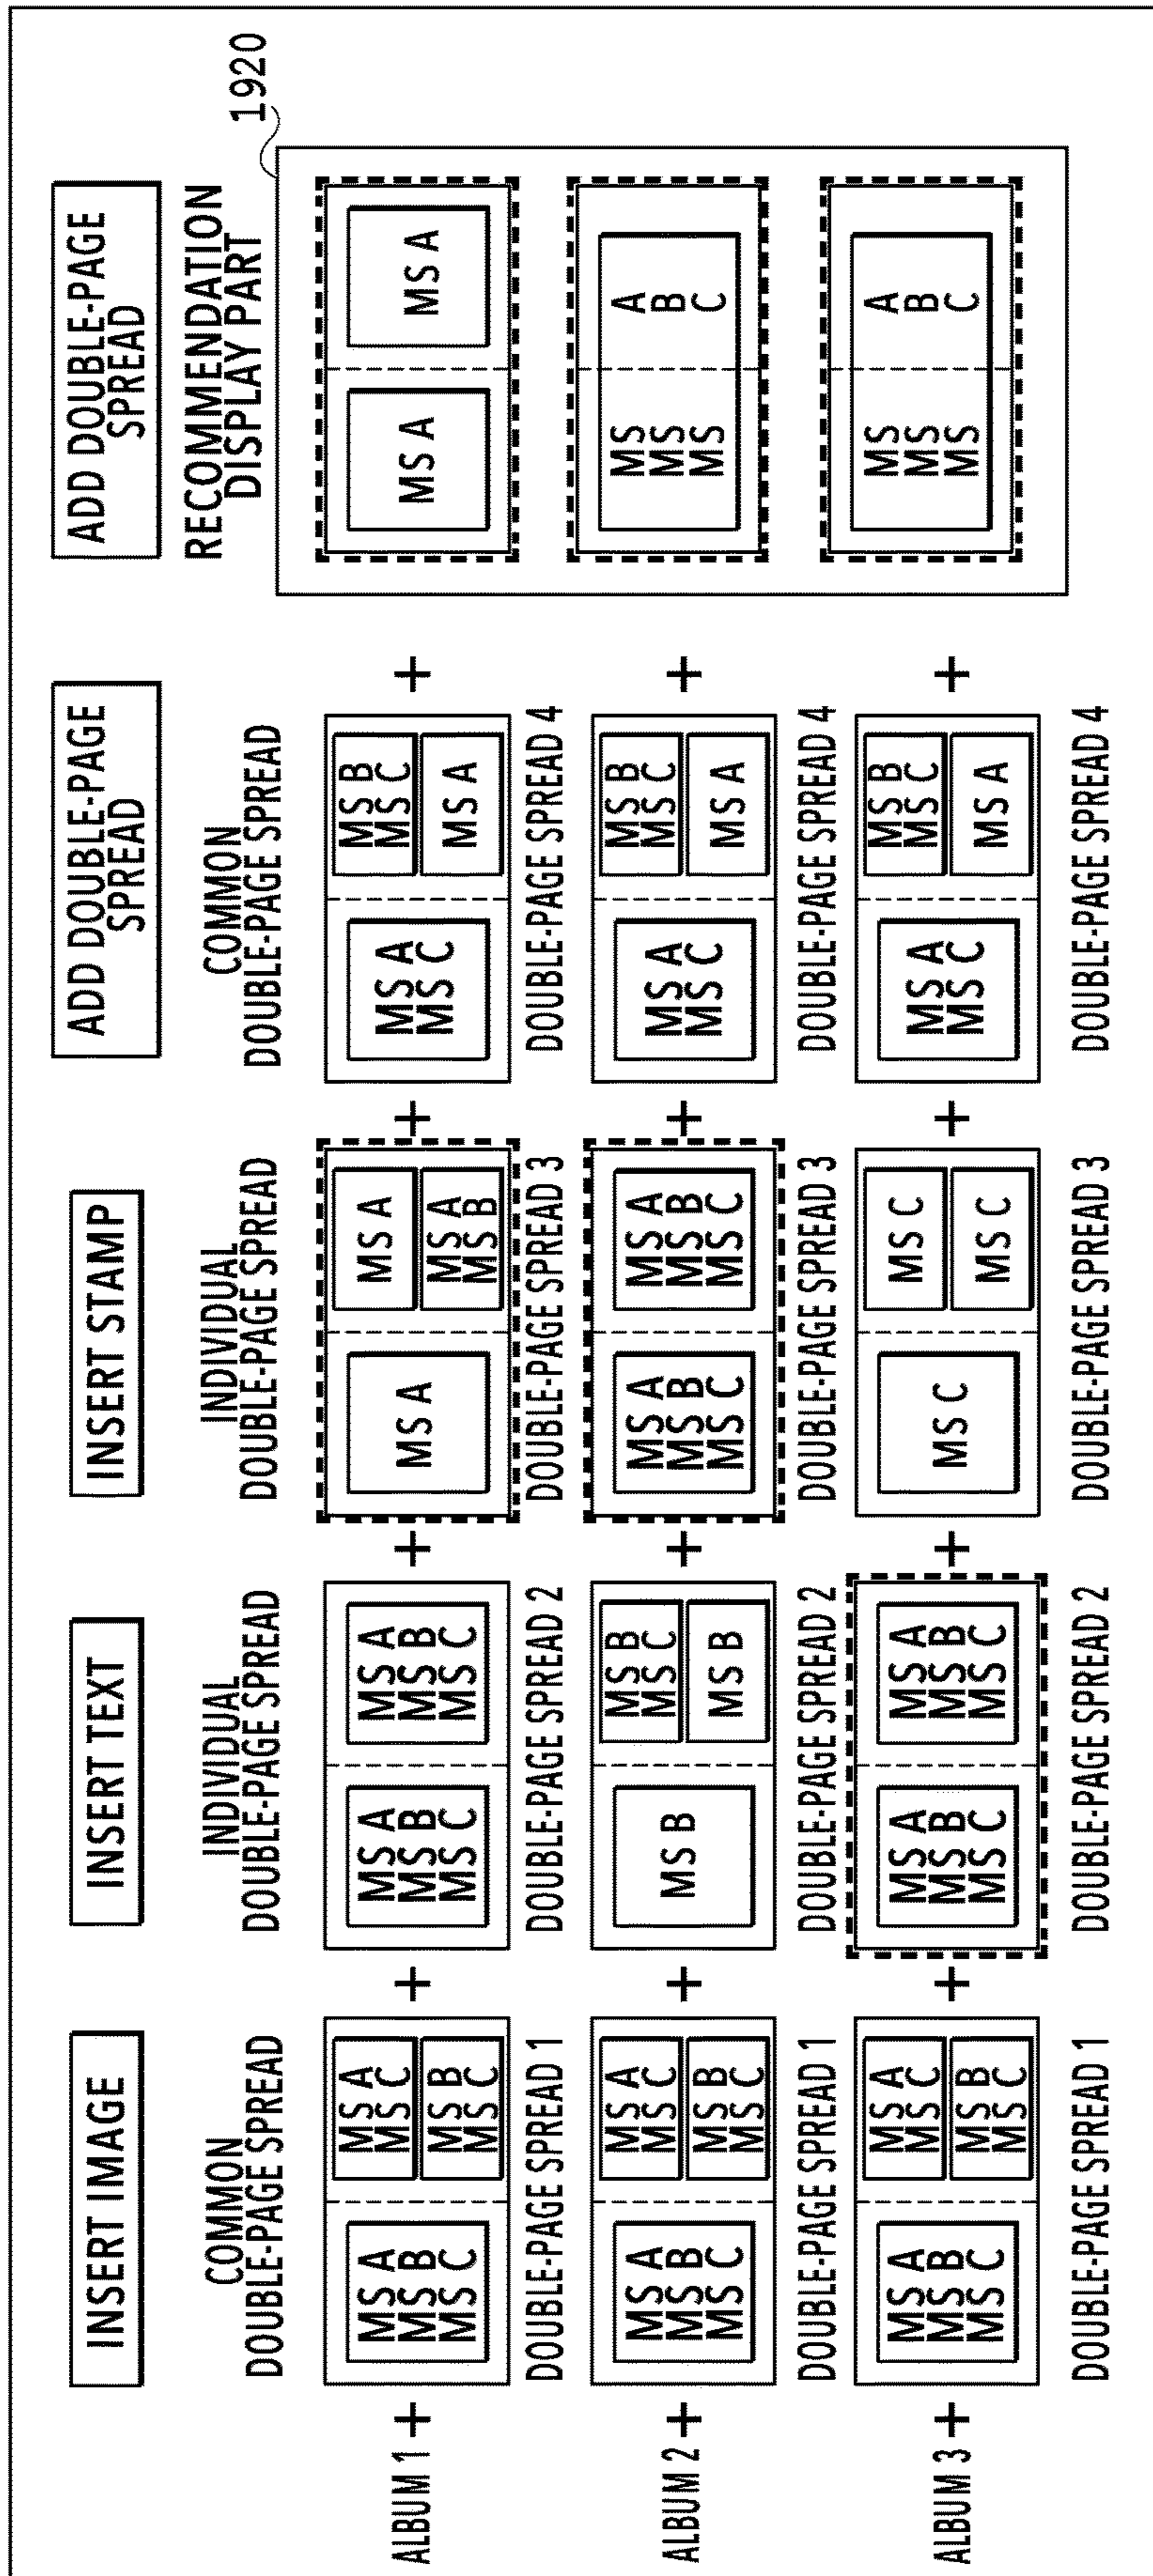 INSERT IMAGE
INSERT TEXT
INSERT STAMP
ADD DOUBLE-PAGE
SPREAD
ADD DOUBLE-PAGE
SPREAD
COMMON
DOUBLE-PAGE SPREAD
INDIVIDUAL
DOUBLE-PAGE SPREAD
INDIVIDUAL
DOUBLE-PAGE SPREAD
COMMON
DOUBLE-PAGE SPREAD
RECOMMENDATION
DISPLAY PART
1920
ALBUM 1 +
MS A
MS B
MS C
MS A
MS C
MS B
MS C
+
MS A
MS B
MS C
MS A
MS B
MS C
+
MS A
MS A
MS A
MS B
+
MS A
MS C
MS B
MS C
MS A
+
MS A
MS A
DOUBLE-PAGE SPREAD 1
DOUBLE-PAGE SPREAD 2
DOUBLE-PAGE SPREAD 3
DOUBLE-PAGE SPREAD 4
ALBUM 2 +
MS A
MS B
MS C
MS A
MS C
MS B
MS C
+
MS B
MS B
MS C
MS B
+
MS A
MS B
MS C
MS A
MS B
MS C
+
MS A
MS C
MS B
MS C
MS A
+
MS A
MS B
MS C
DOUBLE-PAGE SPREAD 1
DOUBLE-PAGE SPREAD 2
DOUBLE-PAGE SPREAD 3
DOUBLE-PAGE SPREAD 4
ALBUM 3 +
MS A
MS B
MS C
MS A
MS C
MS B
MS C
+
MS A
MS B
MS C
MS A
MS B
MS C
+
MS C
MS C
MS C
+
MS A
MS C
MS B
MS C
MS A
+
MS A
MS B
MS C
DOUBLE-PAGE SPREAD 1
DOUBLE-PAGE SPREAD 2
DOUBLE-PAGE SPREAD 3
DOUBLE-PAGE SPREAD 4